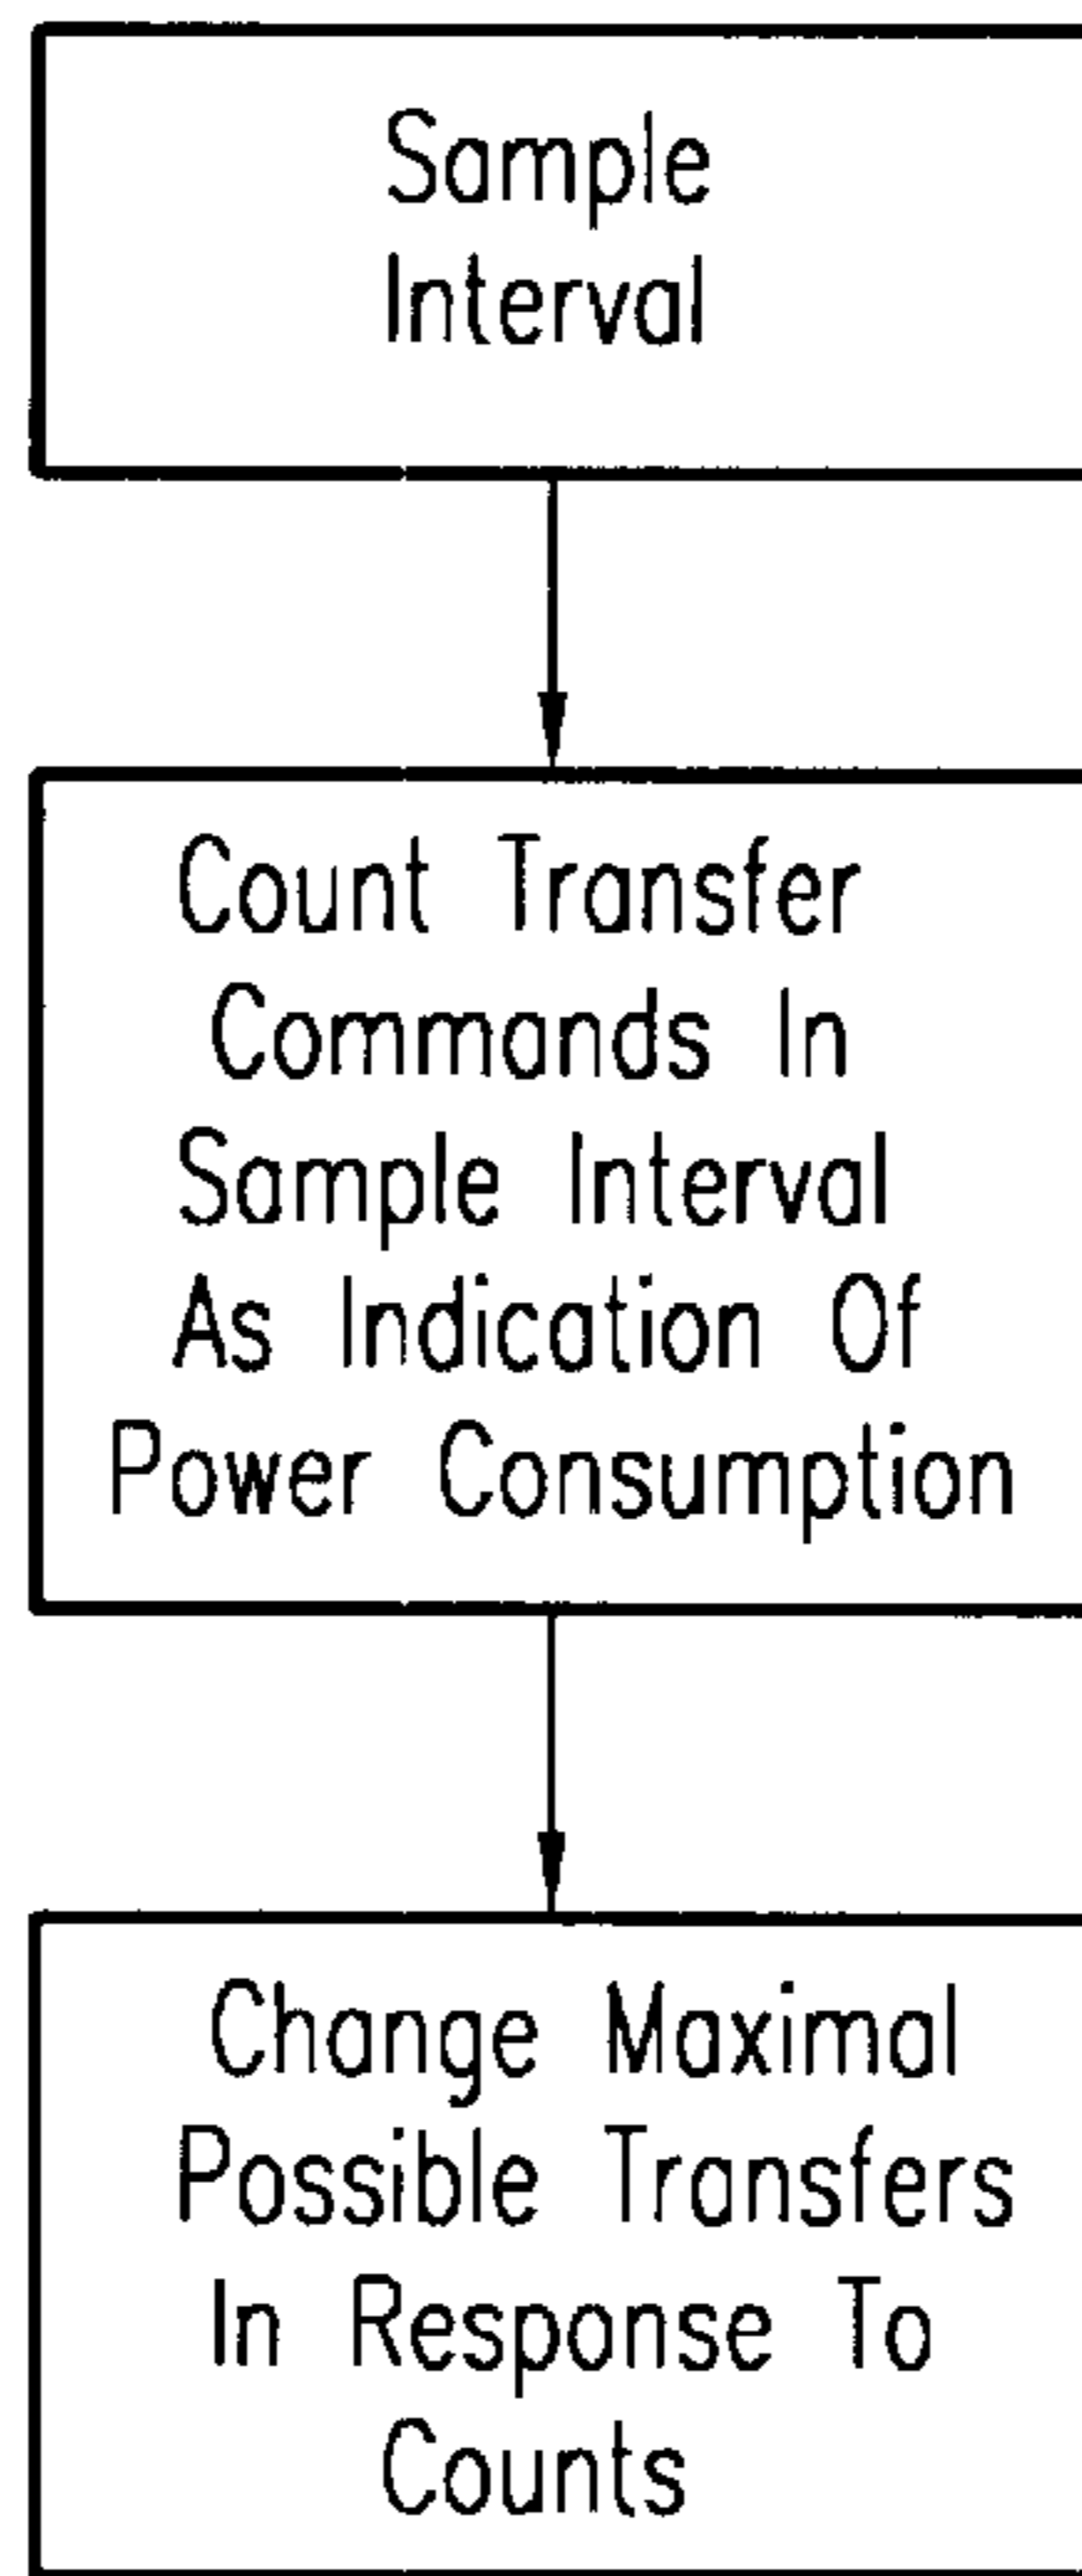 Sample
Interval
Count Transfer
Commands In
Sample Interval
As Indication Of
Power Consumption
Change Maximal
Possible Transfers
In Response To
Counts